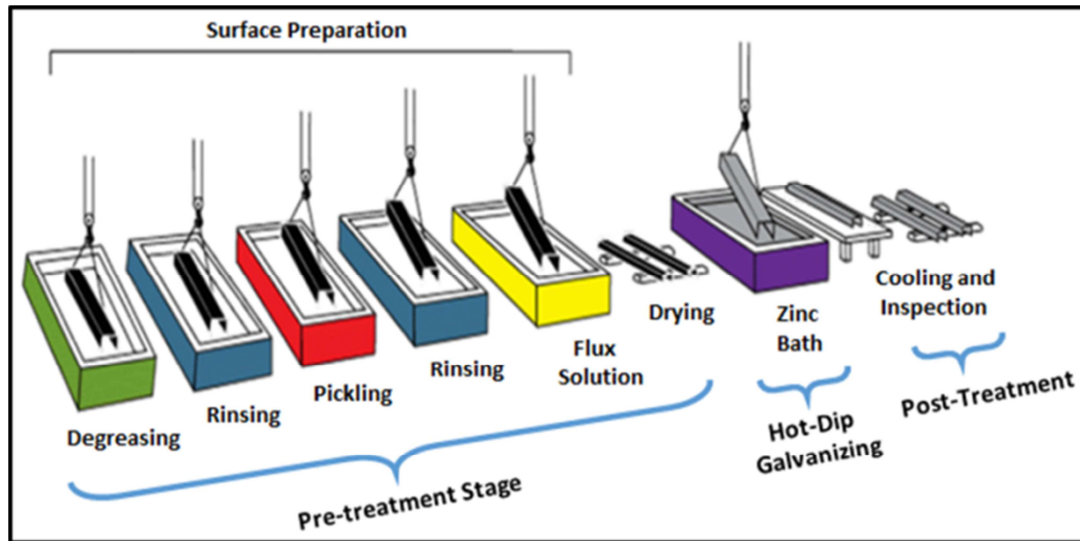 Surface Preparation
Degreasing
Rinsing
Pickling
Rinsing
Flux
Solution
Drying
Zinc
Bath
Cooling and
Inspection
Pre-treatment Stage
Hot-Dip
Galvanizing
Post-Treatment